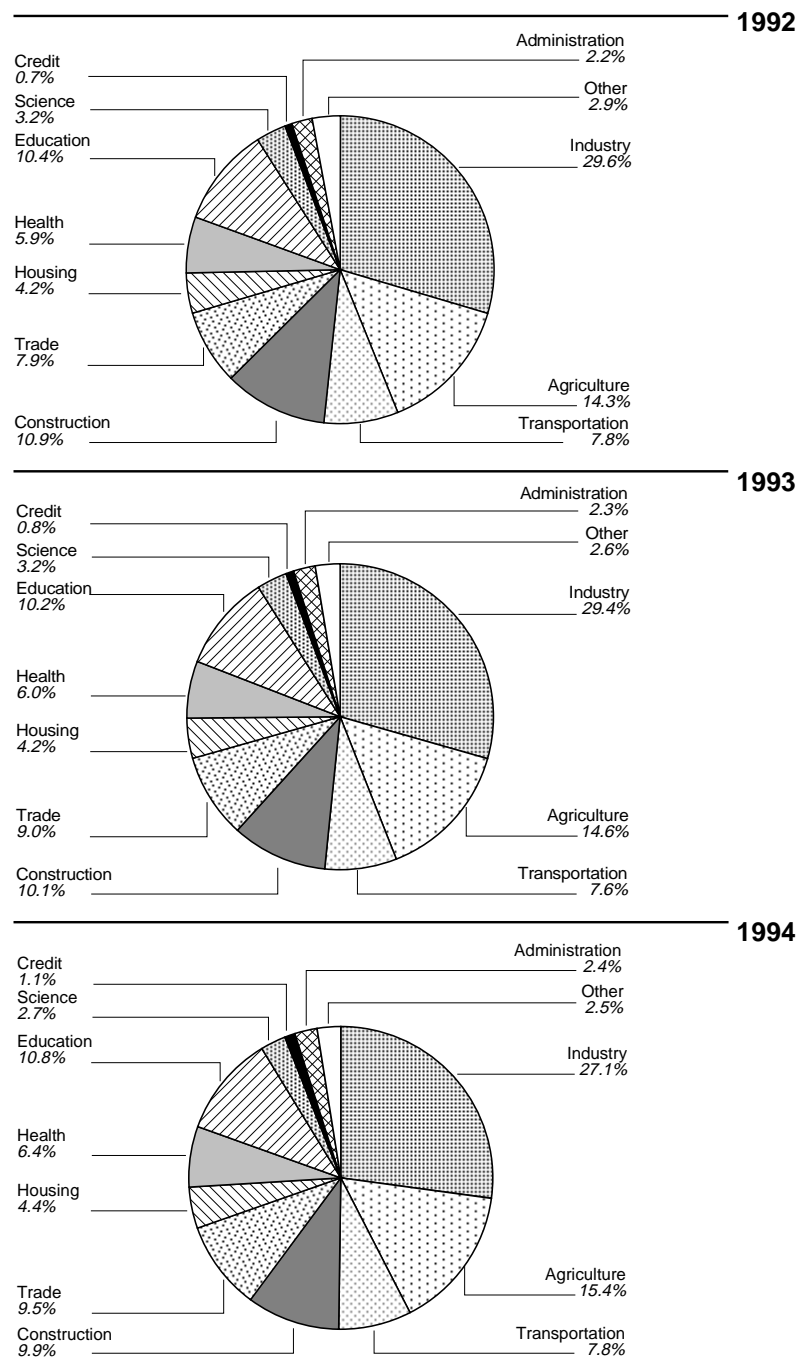 1992
Administration
2.2%
Credit
0.7%
Other
2.9%
Science
3.2%
Education
10.4%
Industry
29.6%
Health
5.9%
Housing
4.2%
Trade
7.9%
Agriculture
14.3%
Construction
10.9%
Transportation
7.8%
1993
Administration
2.3%
Credit
0.8%
Other
2.6%
Science
3.2%
Education
10.2%
Industry
29.4%
Health
6.0%
Housing
4.2%
Trade
9.0%
Agriculture
14.6%
Construction
10.1%
Transportation
7.6%
1994
Administration
2.4%
Credit
1.1%
Other
2.5%
Science
2.7%
Education
10.8%
Industry
27.1%
Health
6.4%
Housing
4.4%
Agriculture
15.4%
Trade
9.5%
Construction
9.9%
Transportation
7.8%